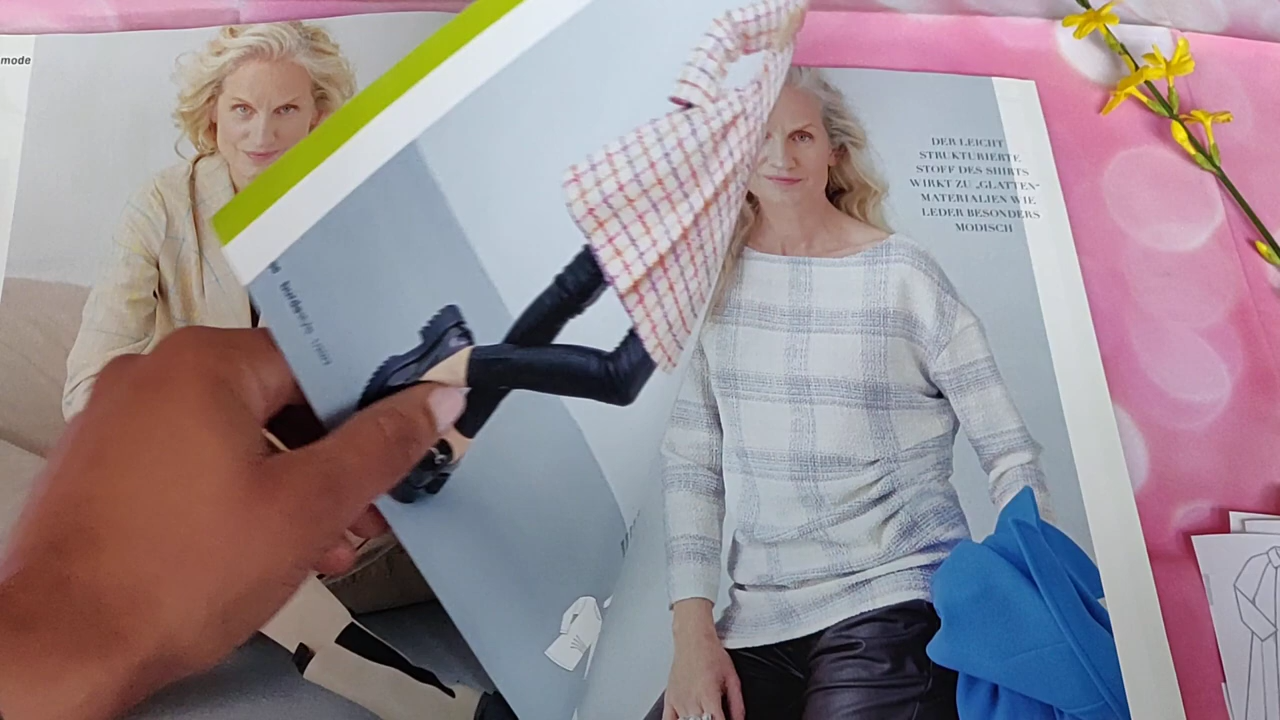 mode
DER LEICHT
STRUKTURIERTE
STOFF DES SHIRTS
WIRKT ZU „GLATTEN"
MATERIALIEN WIE
LEDER BESONDERS
MODISCH